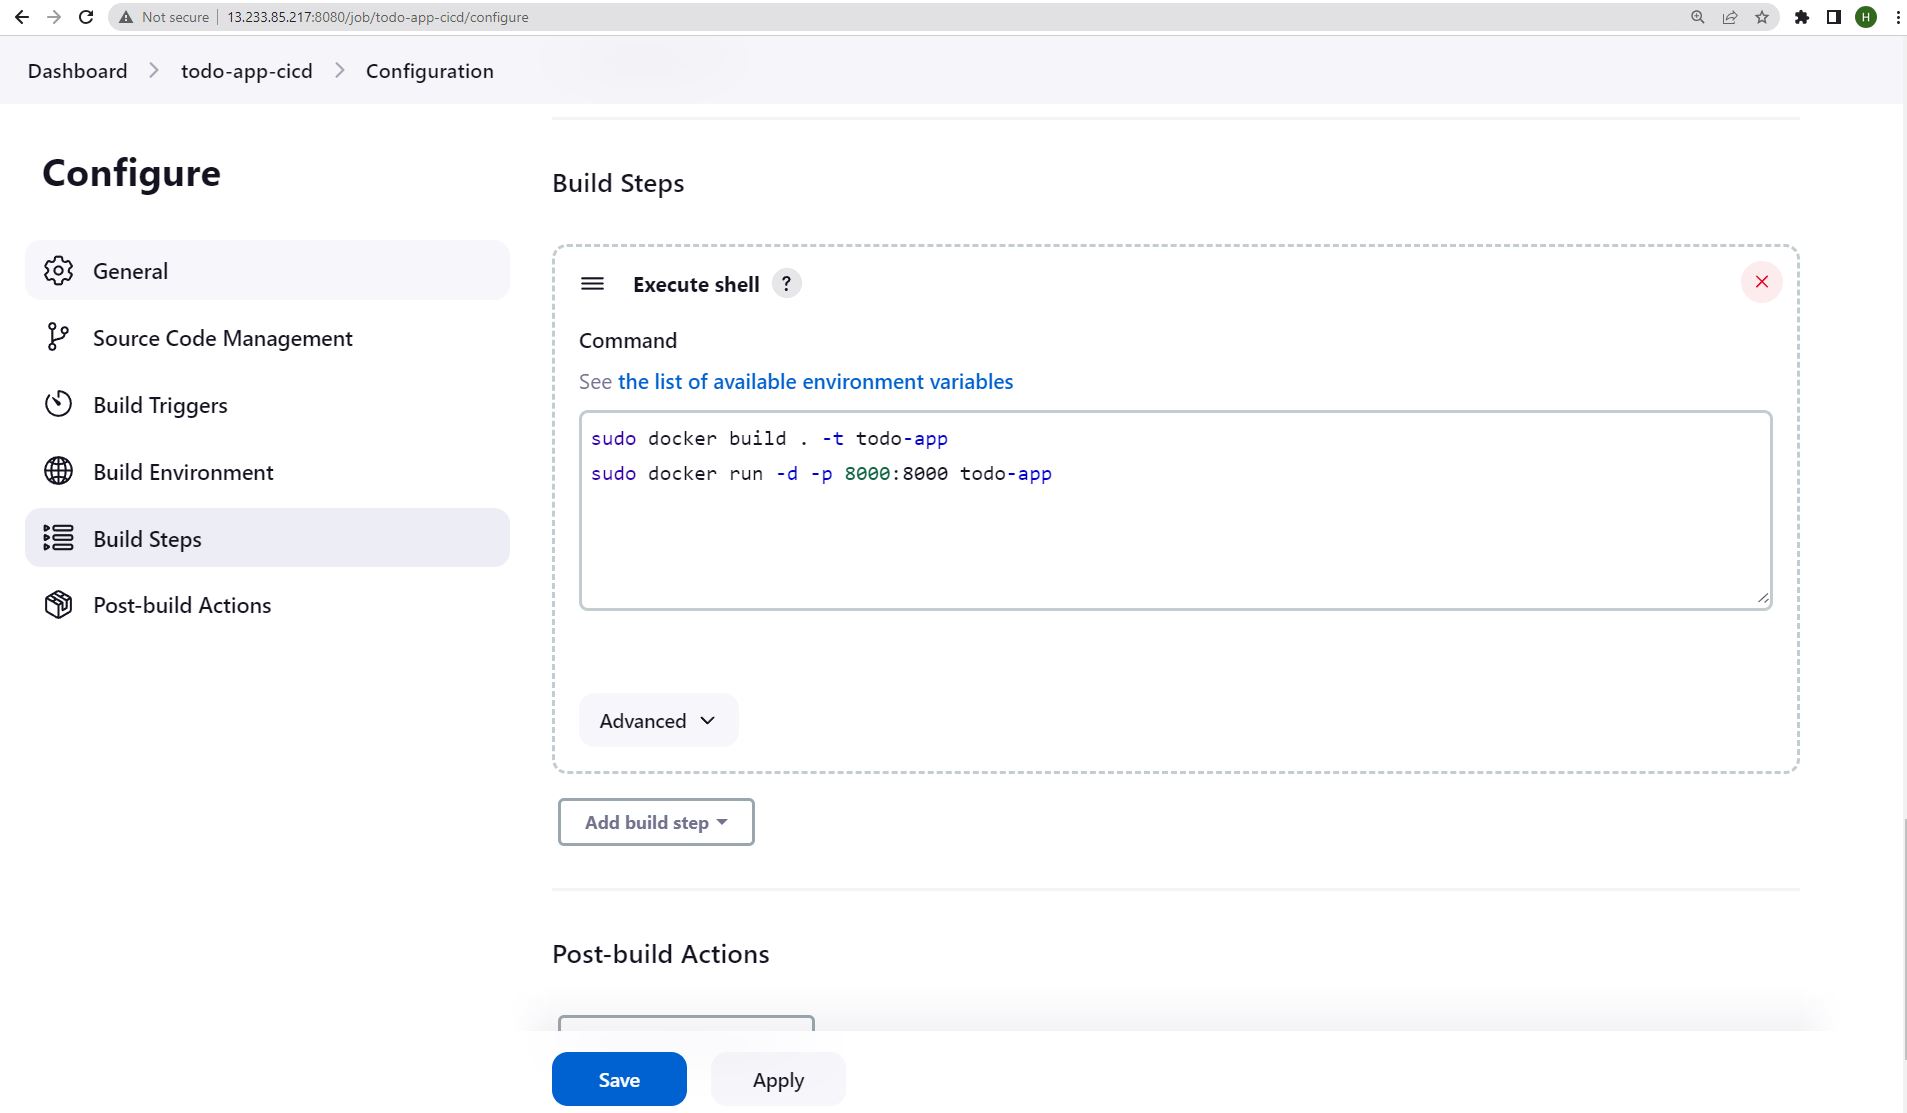 Not secure
13.233.85.217:8080/job/todo-app-cicd/configure
H
Dashboard
todo-app-cicd
Configuration
Configure
General
Source Code Management
Build Triggers
Build Environment
Build Steps
Post-build Actions
Build Steps
Execute shell ?
Command
See the list of available environment variables
sudo docker build . -t todo-app
sudo docker run -d -p 8000:8000 todo-app
Advanced
Add build step
Post-build Actions
Save
Apply